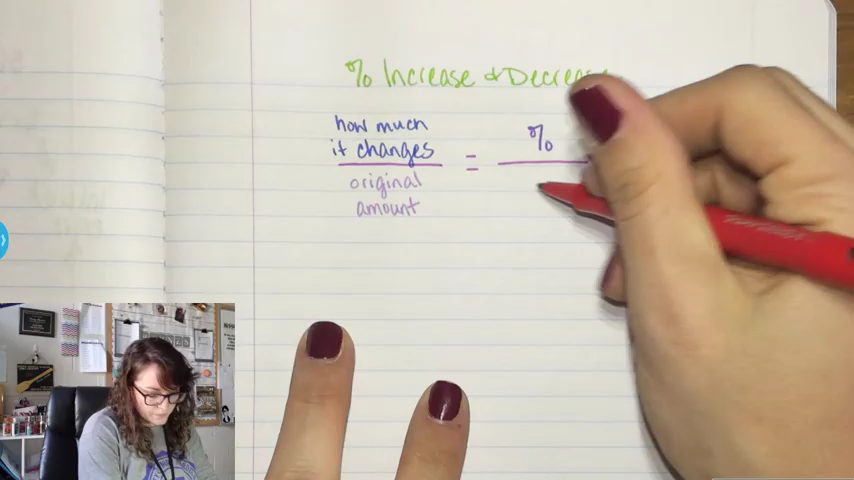 % Increase & Decrease
how much
it changes
=
%
original
amount